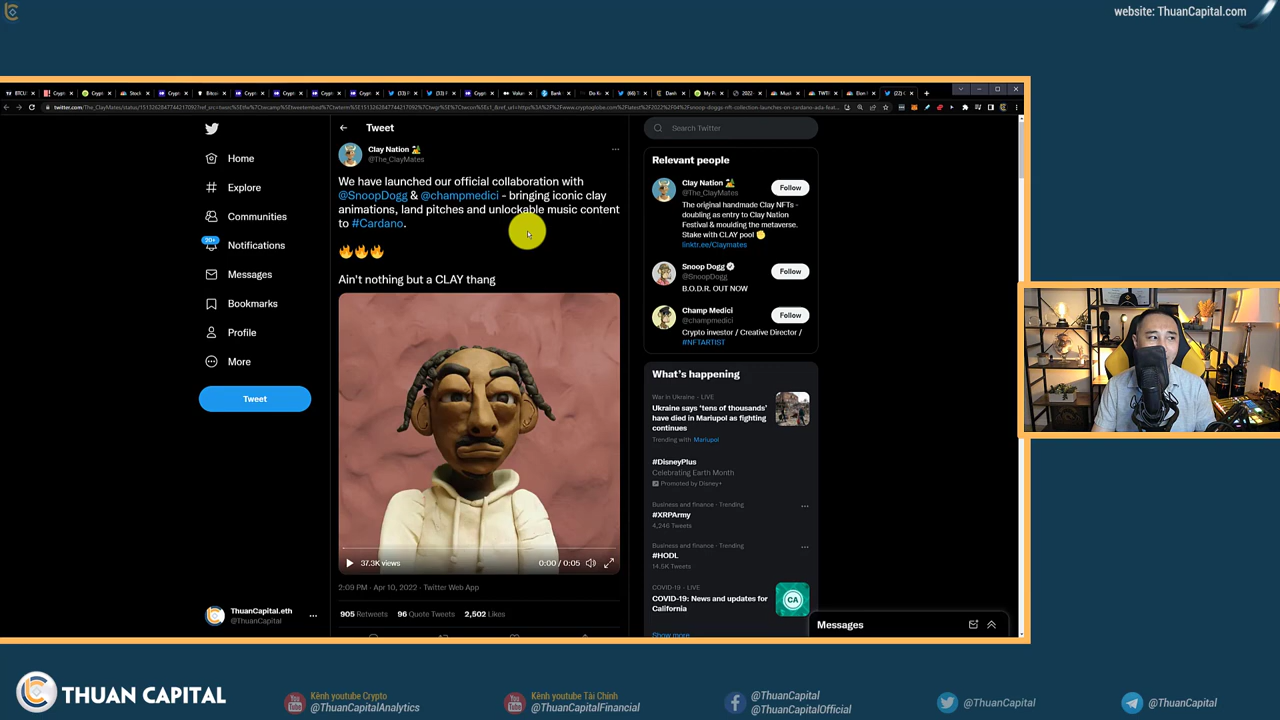 website: ThuanCapital.com
Tweet
Search Twitter
Home
Explore
Communities
20+
Notifications
Messages
Bookmarks
Profile
More
Tweet
ThuanCapital.eth
@ThuanCapital
Clay Nation
@The_ClayMates
We have launched our official collaboration with
@SnoopDogg & @champmedici - bringing iconic clay
animations, land pitches and unlockable music content
to #Cardano.
🔥🔥🔥
Ain't nothing but a CLAY thang
37.3K views
0:00 / 0:05
2:09 PM · Apr 10, 2022 · Twitter Web App
905 Retweets 96 Quote Tweets 2,502 Likes
Relevant people
Clay Nation
@The_ClayMates
Follow
The original handmade Clay NFTs -
doubling as entry to Clay Nation
Festival & moulding the metaverse.
Stake with CLAY pool
linktr.ee/Claymates
Snoop Dogg
@SnoopDogg
Follow
B.O.D.R. OUT NOW
Champ Medici
@champmedici
Follow
Crypto investor / Creative Director /
#NFTARTIST
What's happening
War in Ukraine · LIVE
Ukraine says 'tens of thousands'
have died in Mariupol as fighting
continues
Trending with Mariupol
#DisneyPlus
Celebrating Earth Month
Promoted by Disney+
Business and finance · Trending
#XRPArmy
4,246 Tweets
Business and finance · Trending
#HODL
14.5K Tweets
COVID-19 · LIVE
COVID-19: News and updates for
California
CA
Show more
Messages
THUAN CAPITAL
Kênh youtube Crypto
@ThuanCapitalAnalytics
Kênh youtube Tài Chính
@ThuanCapitalFinancial
@ThuanCapital
@ThuanCapitalOfficial
@ThuanCapital
@ThuanCapital